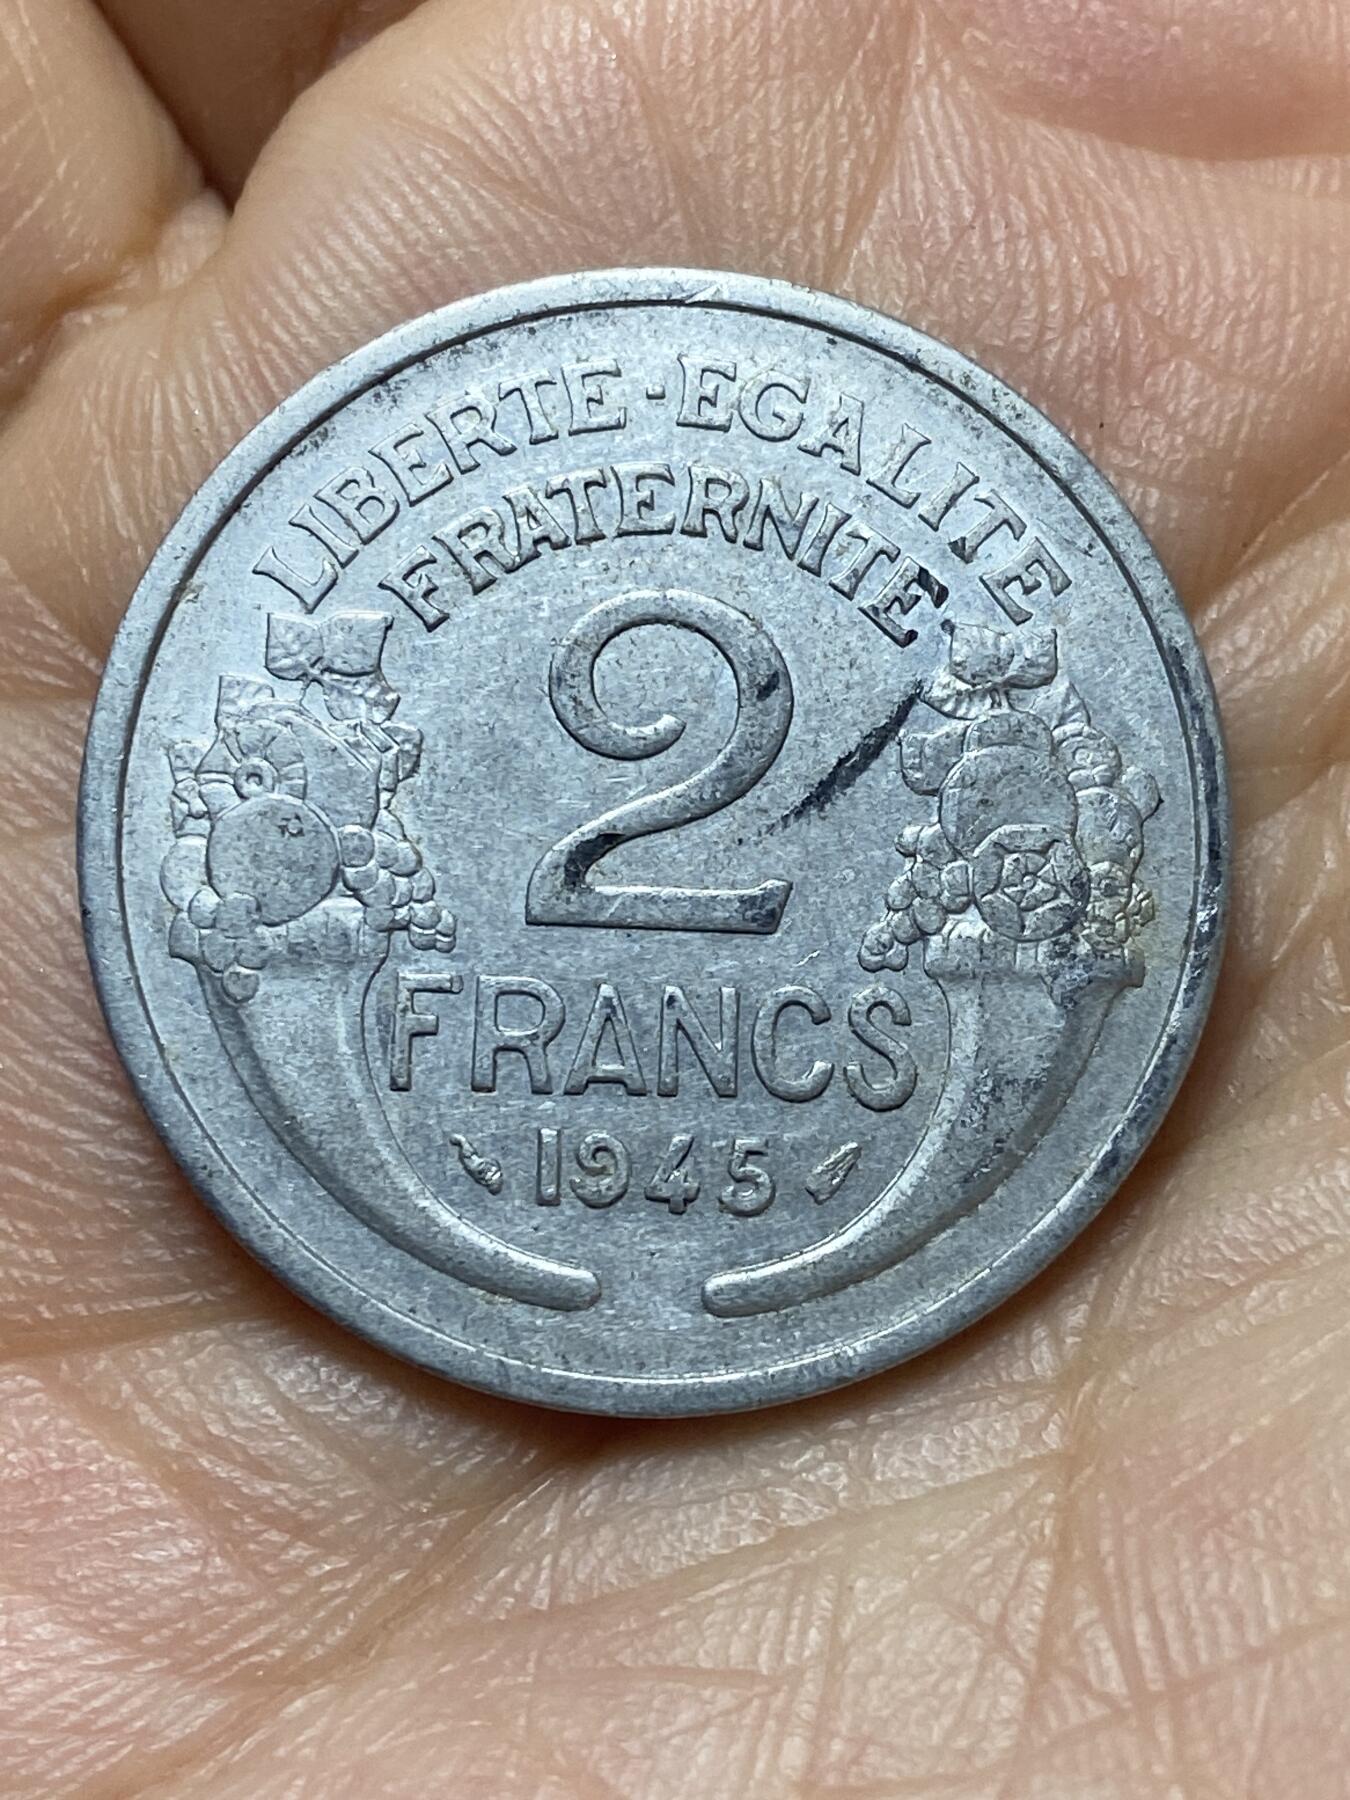 LIBERTE·EGALITE
FRATERNITE
2
FRANCS
1945